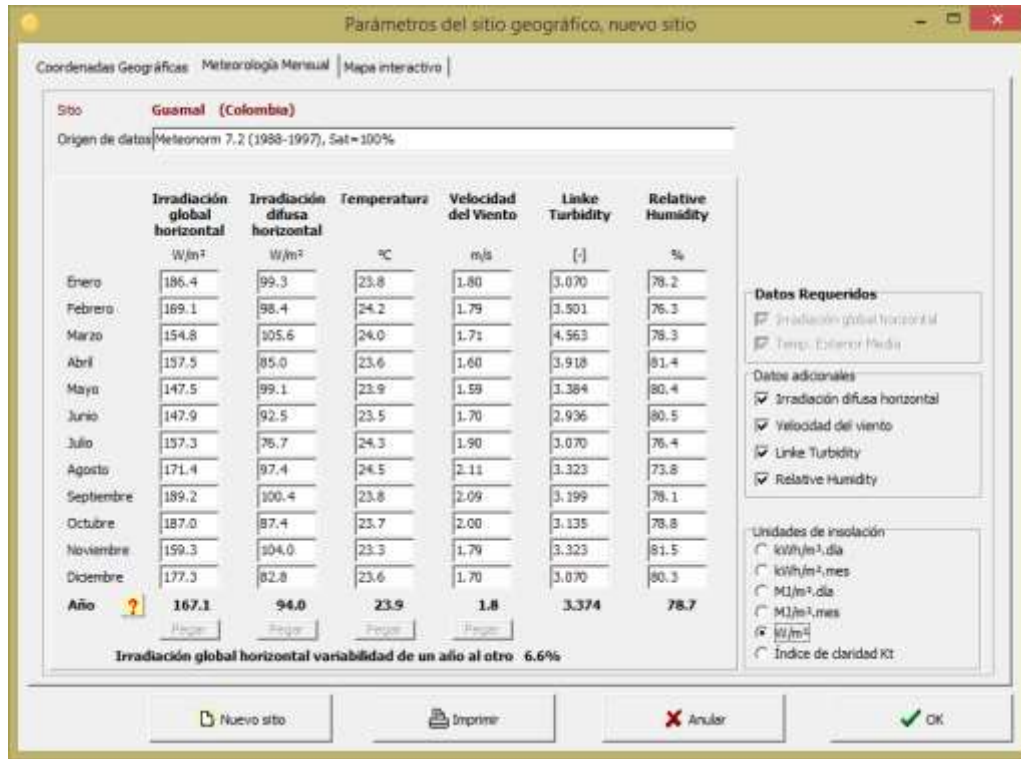 Parámetros del sitio geográfico, nuevo sitio
Coordenadas Geográficas Meteorología Mensual Mapa interactivo
Sitio Guamal (Colombia)
Origen de datos Meteonorm 7.2 (1988-1997), Sat=100%
Irradiación global horizontal Irradiación difusa horizontal Temperatura Velocidad del Viento Linke Turbidity Relative Humidity
W/m² W/m² ºC m/s [-] %
Enero 186.4 99.3 23.8 1.80 3.070 78.2
Febrero 169.1 98.4 24.2 1.79 3.501 76.3
Marzo 154.8 105.6 24.0 1.71 4.563 78.3
Abril 157.5 85.0 23.6 1.60 3.918 81.4
Mayo 147.5 99.1 23.9 1.59 3.384 80.4
Junio 147.9 92.5 23.5 1.70 2.936 80.5
Julio 157.3 76.7 24.3 1.90 3.070 76.4
Agosto 171.4 97.4 24.5 2.11 3.323 73.8
Septiembre 189.2 100.4 23.8 2.09 3.199 78.1
Octubre 187.0 87.4 23.7 2.00 3.135 78.8
Noviembre 159.3 104.0 23.3 1.79 3.323 81.5
Diciembre 177.3 82.8 23.6 1.70 3.070 80.3
Año ? 167.1 94.0 23.9 1.8 3.374 78.7
Pegar Pegar Pegar Pegar
Irradiación global horizontal variabilidad de un año al otro 6.6%
Datos Requeridos
Irradiación global horizontal
Temp. Exterior Media
Datos adicionales
Irradiación difusa horizontal
Velocidad del viento
Linke Turbidity
Relative Humidity
Unidades de insolación
kWh/m².dia
kWh/m².mes
MJ/m².dia
MJ/m².mes
W/m²
Índice de claridad Kt
Nuevo sitio Imprimir Anular OK